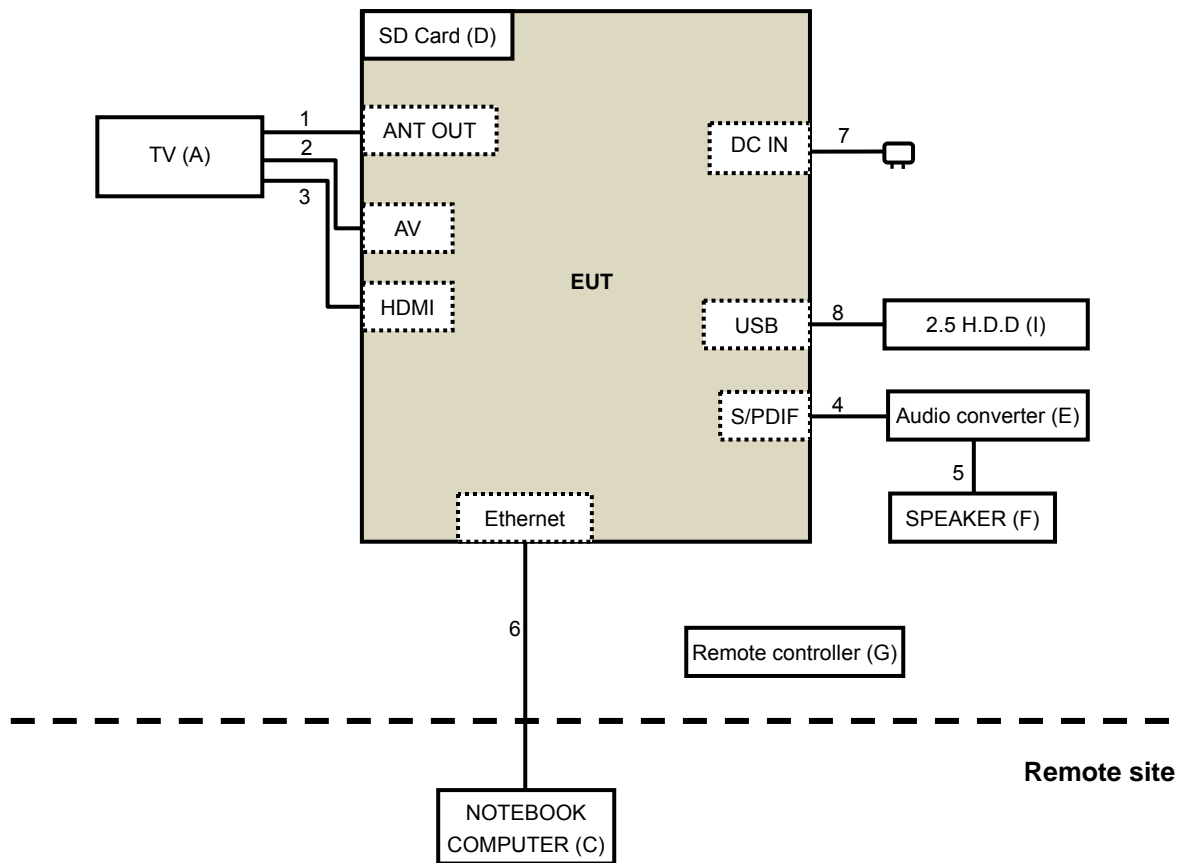 SD Card (D)
1
ANT OUT
TV (A)
2
3
AV
HDMI
EUT
DC IN
7
USB
8
2.5 H.D.D (I)
S/PDIF
4
Audio converter (E)
5
SPEAKER (F)
Ethernet
6
Remote controller (G)
Remote site
NOTEBOOK
COMPUTER (C)